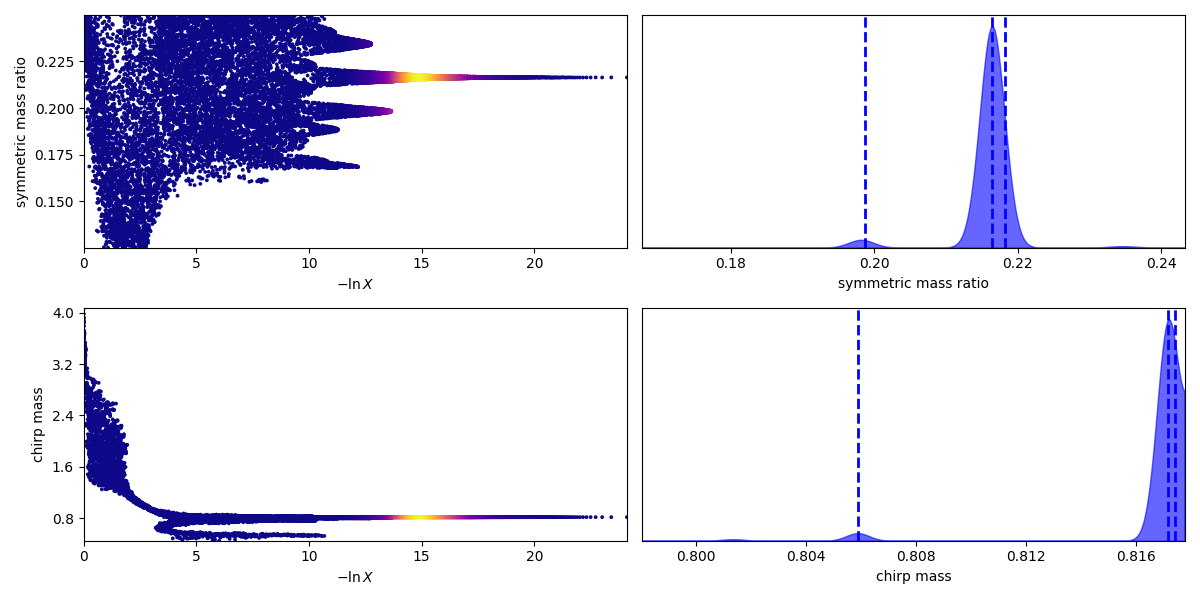 symmetric mass ratio
0.225
0.200
0.175
0.150
0 5 10 15 20
−ln X
0.18 0.20 0.22 0.24
symmetric mass ratio
chirp mass
4.0
3.2
2.4
1.6
0.8
0 5 10 15 20
−ln X
0.800 0.804 0.808 0.812 0.816
chirp mass